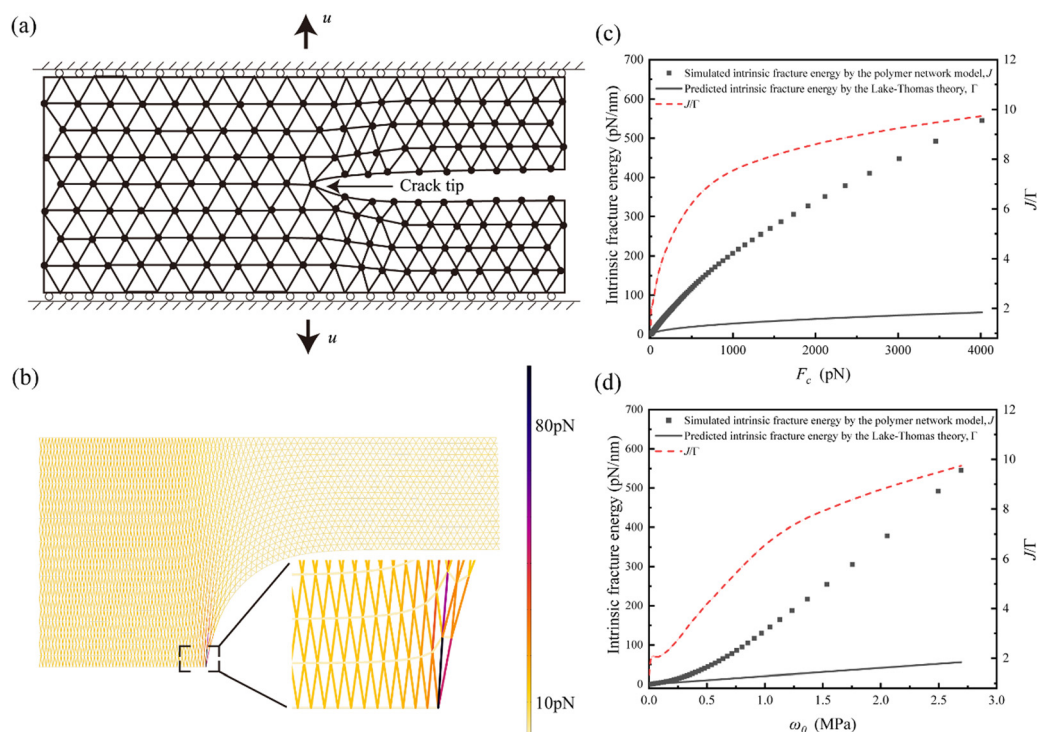 (a)
u
Crack tip
u
(b)
80pN
10pN
(c)
Simulated intrinsic fracture energy by the polymer network model, J
Predicted intrinsic fracture energy by the Lake-Thomas theory, Γ
J/Γ
Intrinsic fracture energy (pN/nm)
700
600
500
400
300
200
100
0
0
1000
2000
3000
4000
F_c (pN)
12
10
8
6
4
2
J/Γ
(d)
Simulated intrinsic fracture energy by the polymer network model, J
Predicted intrinsic fracture energy by the Lake-Thomas theory, Γ
J/Γ
Intrinsic fracture energy (pN/nm)
700
600
500
400
300
200
100
0
0.0
0.5
1.0
1.5
2.0
2.5
3.0
ω₀ (MPa)
12
10
8
6
4
2
J/Γ